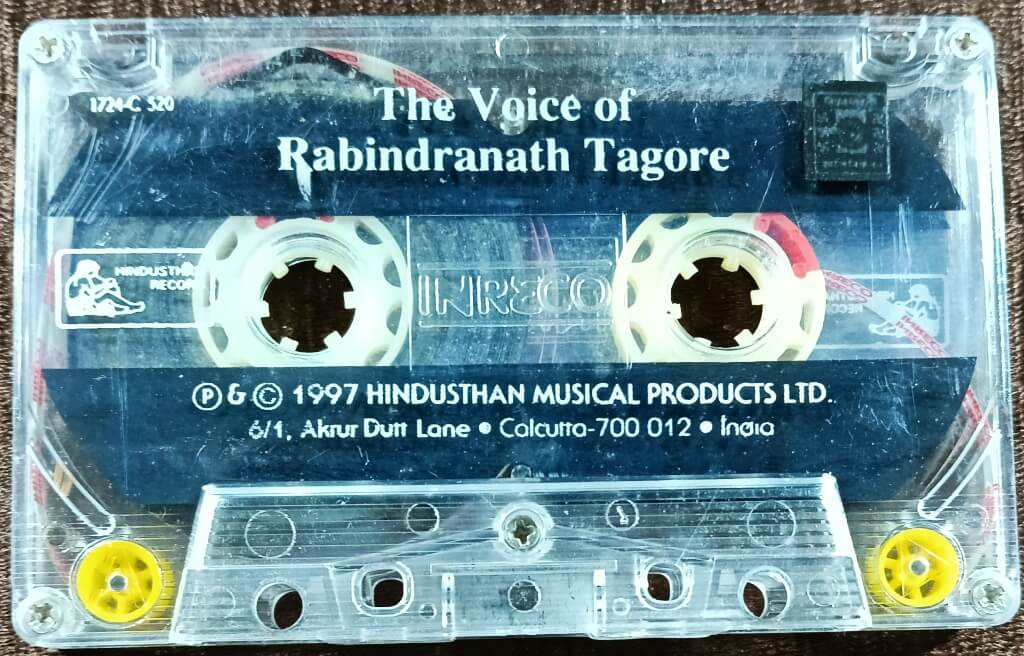 1724-C 520
The Voice of
Rabindranath Tagore
INRECO
Ⓟ & © 1997 HINDUSTHAN MUSICAL PRODUCTS LTD.
6/1, Akrur Dutt Lane • Calcutta-700 012 • India